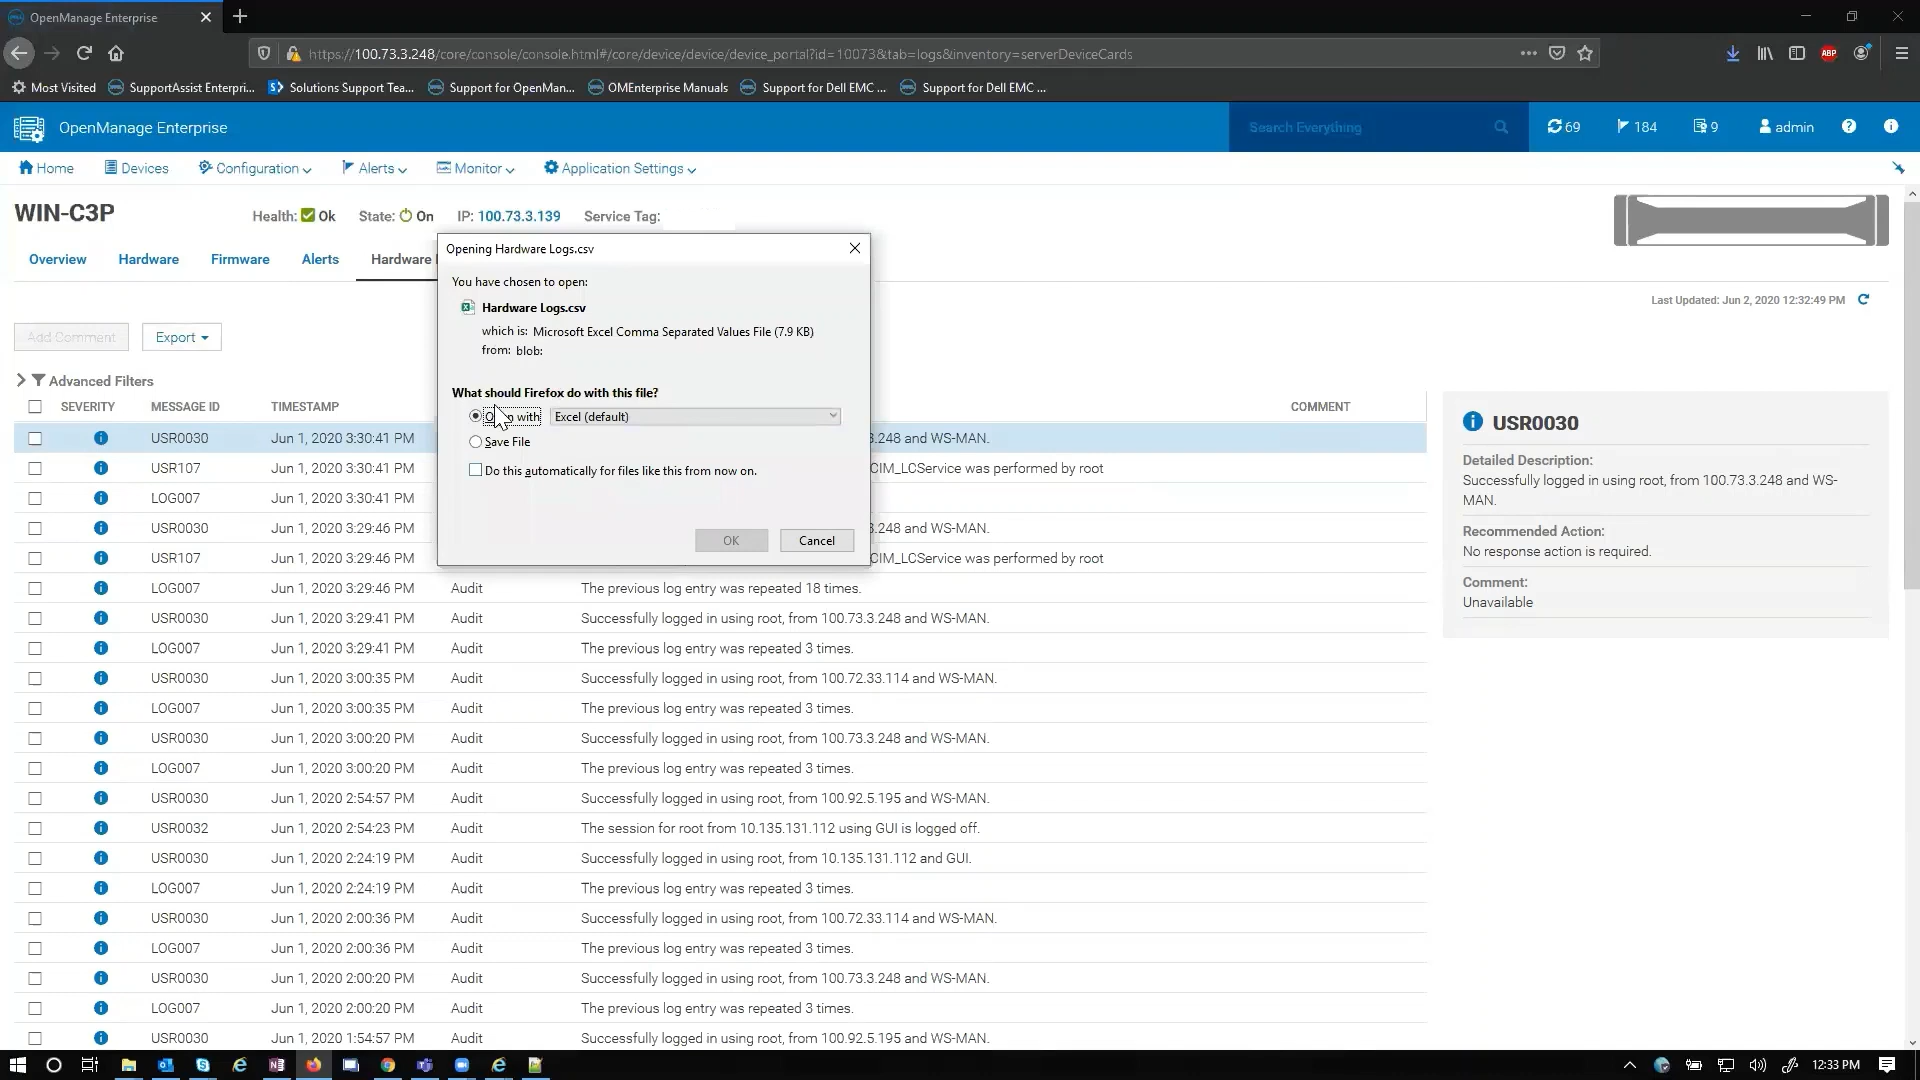 OpenManage Enterprise
https://100.73.3.248/core/console/console.html#/core/device/device/device_portal?id=10073&tab=logs&inventory=serverDeviceCards
ABP
Most Visited SupportAssist Enterpri... Solutions Support Tea... Support for OpenMan... OMEnterprise Manuals Support for Dell EMC ... Support for Dell EMC ...
OpenManage Enterprise Search Everything 69 184 9 admin
Home Devices Configuration Alerts Monitor Application Settings
WIN-C3P Health: Ok State: On IP: 100.73.3.139 Service Tag:
Overview Hardware Firmware Alerts Hardware
Last Updated: Jun 2, 2020 12:32:49 PM
Add Comment Export
Advanced Filters
Opening Hardware Logs.csv
You have chosen to open:
Hardware Logs.csv
which is: Microsoft Excel Comma Separated Values File (7.9 KB)
from: blob:
What should Firefox do with this file?
with Excel (default)
Save File
Do this automatically for files like this from now on.
OK Cancel
SEVERITY MESSAGE ID TIMESTAMP COMMENT
USR0030 Jun 1, 2020 3:30:41 PM 3.248 and WS-MAN.
USR107 Jun 1, 2020 3:30:41 PM CIM_LCService was performed by root
LOG007 Jun 1, 2020 3:30:41 PM
USR0030 Jun 1, 2020 3:29:46 PM 3.248 and WS-MAN.
USR107 Jun 1, 2020 3:29:46 PM CIM_LCService was performed by root
LOG007 Jun 1, 2020 3:29:46 PM Audit The previous log entry was repeated 18 times.
USR0030 Jun 1, 2020 3:29:41 PM Audit Successfully logged in using root, from 100.73.3.248 and WS-MAN.
LOG007 Jun 1, 2020 3:29:41 PM Audit The previous log entry was repeated 3 times.
USR0030 Jun 1, 2020 3:00:35 PM Audit Successfully logged in using root, from 100.72.33.114 and WS-MAN.
LOG007 Jun 1, 2020 3:00:35 PM Audit The previous log entry was repeated 3 times.
USR0030 Jun 1, 2020 3:00:20 PM Audit Successfully logged in using root, from 100.73.3.248 and WS-MAN.
LOG007 Jun 1, 2020 3:00:20 PM Audit The previous log entry was repeated 3 times.
USR0030 Jun 1, 2020 2:54:57 PM Audit Successfully logged in using root, from 100.92.5.195 and WS-MAN.
USR0032 Jun 1, 2020 2:54:23 PM Audit The session for root from 10.135.131.112 using GUI is logged off.
USR0030 Jun 1, 2020 2:24:19 PM Audit Successfully logged in using root, from 10.135.131.112 and GUI.
LOG007 Jun 1, 2020 2:24:19 PM Audit The previous log entry was repeated 3 times.
USR0030 Jun 1, 2020 2:00:36 PM Audit Successfully logged in using root, from 100.72.33.114 and WS-MAN.
LOG007 Jun 1, 2020 2:00:36 PM Audit The previous log entry was repeated 3 times.
USR0030 Jun 1, 2020 2:00:20 PM Audit Successfully logged in using root, from 100.73.3.248 and WS-MAN.
LOG007 Jun 1, 2020 2:00:20 PM Audit The previous log entry was repeated 3 times.
USR0030 Jun 1, 2020 1:54:57 PM Audit Successfully logged in using root, from 100.92.5.195 and WS-MAN.
USR0030
Detailed Description:
Successfully logged in using root, from 100.73.3.248 and WS-
MAN.
Recommended Action:
No response action is required.
Comment:
Unavailable
12:33 PM